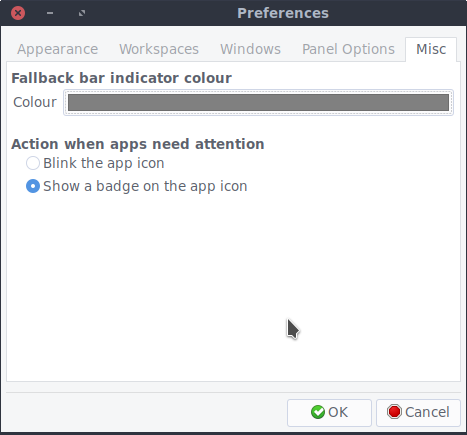 Preferences
Appearance Workspaces Windows Panel Options Misc
Fallback bar indicator colour
Colour
Action when apps need attention
Blink the app icon
Show a badge on the app icon
OK Cancel